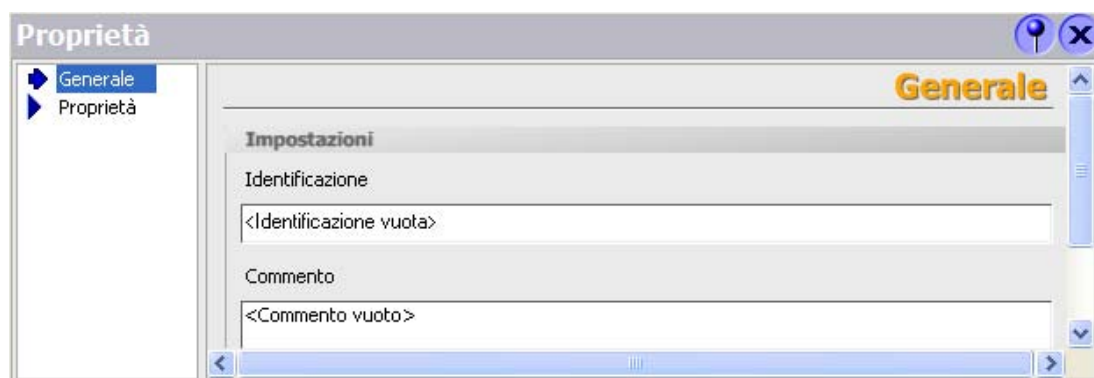 Proprietà
Generale
Proprietà
Generale
Impostazioni
Identificazione
<Identificazione vuota>
Commento
<Commento vuoto>